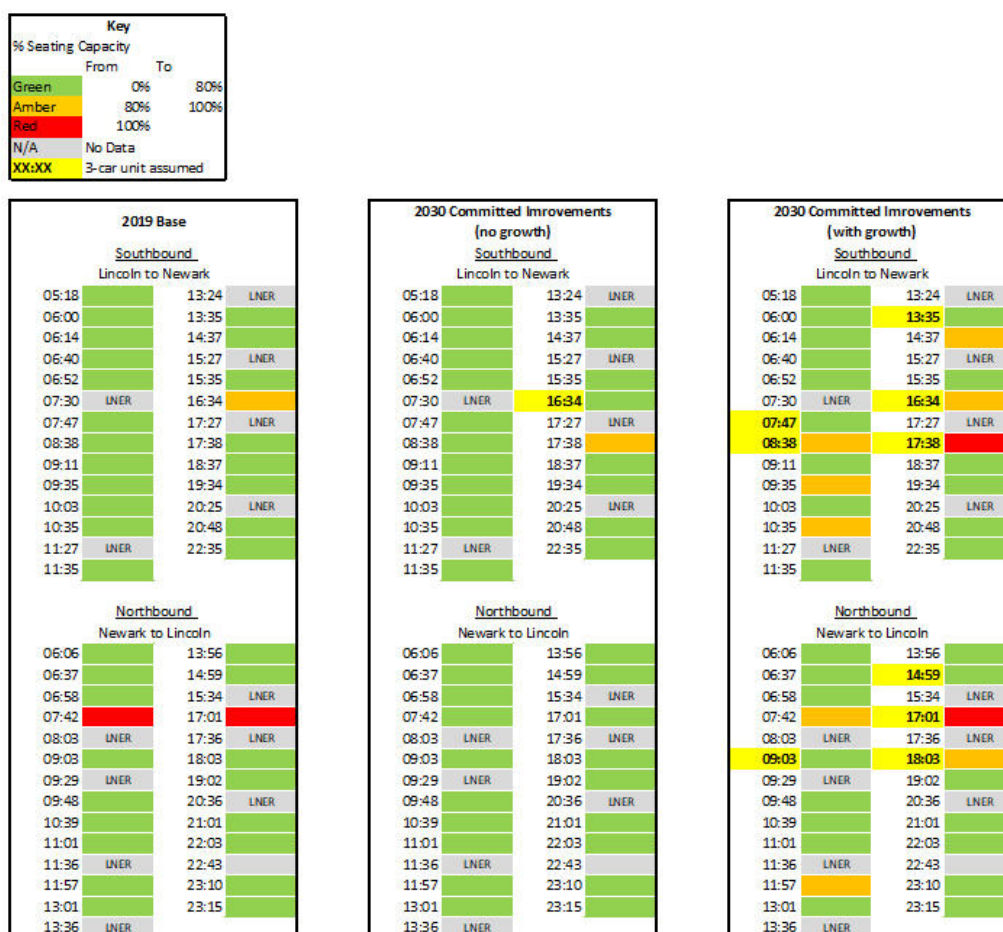 Key
% Seating Capacity
From To
Green 0% 80%
Amber 80% 100%
Red 100%
N/A No Data
XX:XX 3-car unit assumed
2019 Base
Southbound
Lincoln to Newark
05:18 13:24 LNER
06:00 13:35
06:14 14:37
06:40 15:27 LNER
06:52 15:35
07:30 LNER 16:34
07:47 17:27 LNER
08:38 17:38
09:11 18:37
09:35 19:34
10:03 20:25 LNER
10:35 20:48
11:27 LNER 22:35
11:35
Northbound
Newark to Lincoln
06:06 13:56
06:37 14:59
06:58 15:34 LNER
07:42 17:01
08:03 LNER 17:36 LNER
09:03 18:03
09:29 LNER 19:02
09:48 20:36 LNER
10:39 21:01
11:01 22:03
11:36 LNER 22:43
11:57 23:10
13:01 23:15
13:36 LNER
2030 Committed Imrovements
(no growth)
Southbound
Lincoln to Newark
05:18 13:24 LNER
06:00 13:35
06:14 14:37
06:40 15:27 LNER
06:52 15:35
07:30 LNER 16:34
07:47 17:27 LNER
08:38 17:38
09:11 18:37
09:35 19:34
10:03 20:25 LNER
10:35 20:48
11:27 LNER 22:35
11:35
Northbound
Newark to Lincoln
06:06 13:56
06:37 14:59
06:58 15:34 LNER
07:42 17:01
08:03 LNER 17:36 LNER
09:03 18:03
09:29 LNER 19:02
09:48 20:36 LNER
10:39 21:01
11:01 22:03
11:36 LNER 22:43
11:57 23:10
13:01 23:15
13:36 LNER
2030 Committed Imrovements
(with growth)
Southbound
Lincoln to Newark
05:18 13:24 LNER
06:00 13:35
06:14 14:37
06:40 15:27 LNER
06:52 15:35
07:30 LNER 16:34
07:47 17:27 LNER
08:38 17:38
09:11 18:37
09:35 19:34
10:03 20:25 LNER
10:35 20:48
11:27 LNER 22:35
11:35
Northbound
Newark to Lincoln
06:06 13:56
06:37 14:59
06:58 15:34 LNER
07:42 17:01
08:03 LNER 17:36 LNER
09:03 18:03
09:29 LNER 19:02
09:48 20:36 LNER
10:39 21:01
11:01 22:03
11:36 LNER 22:43
11:57 23:10
13:01 23:15
13:36 LNER